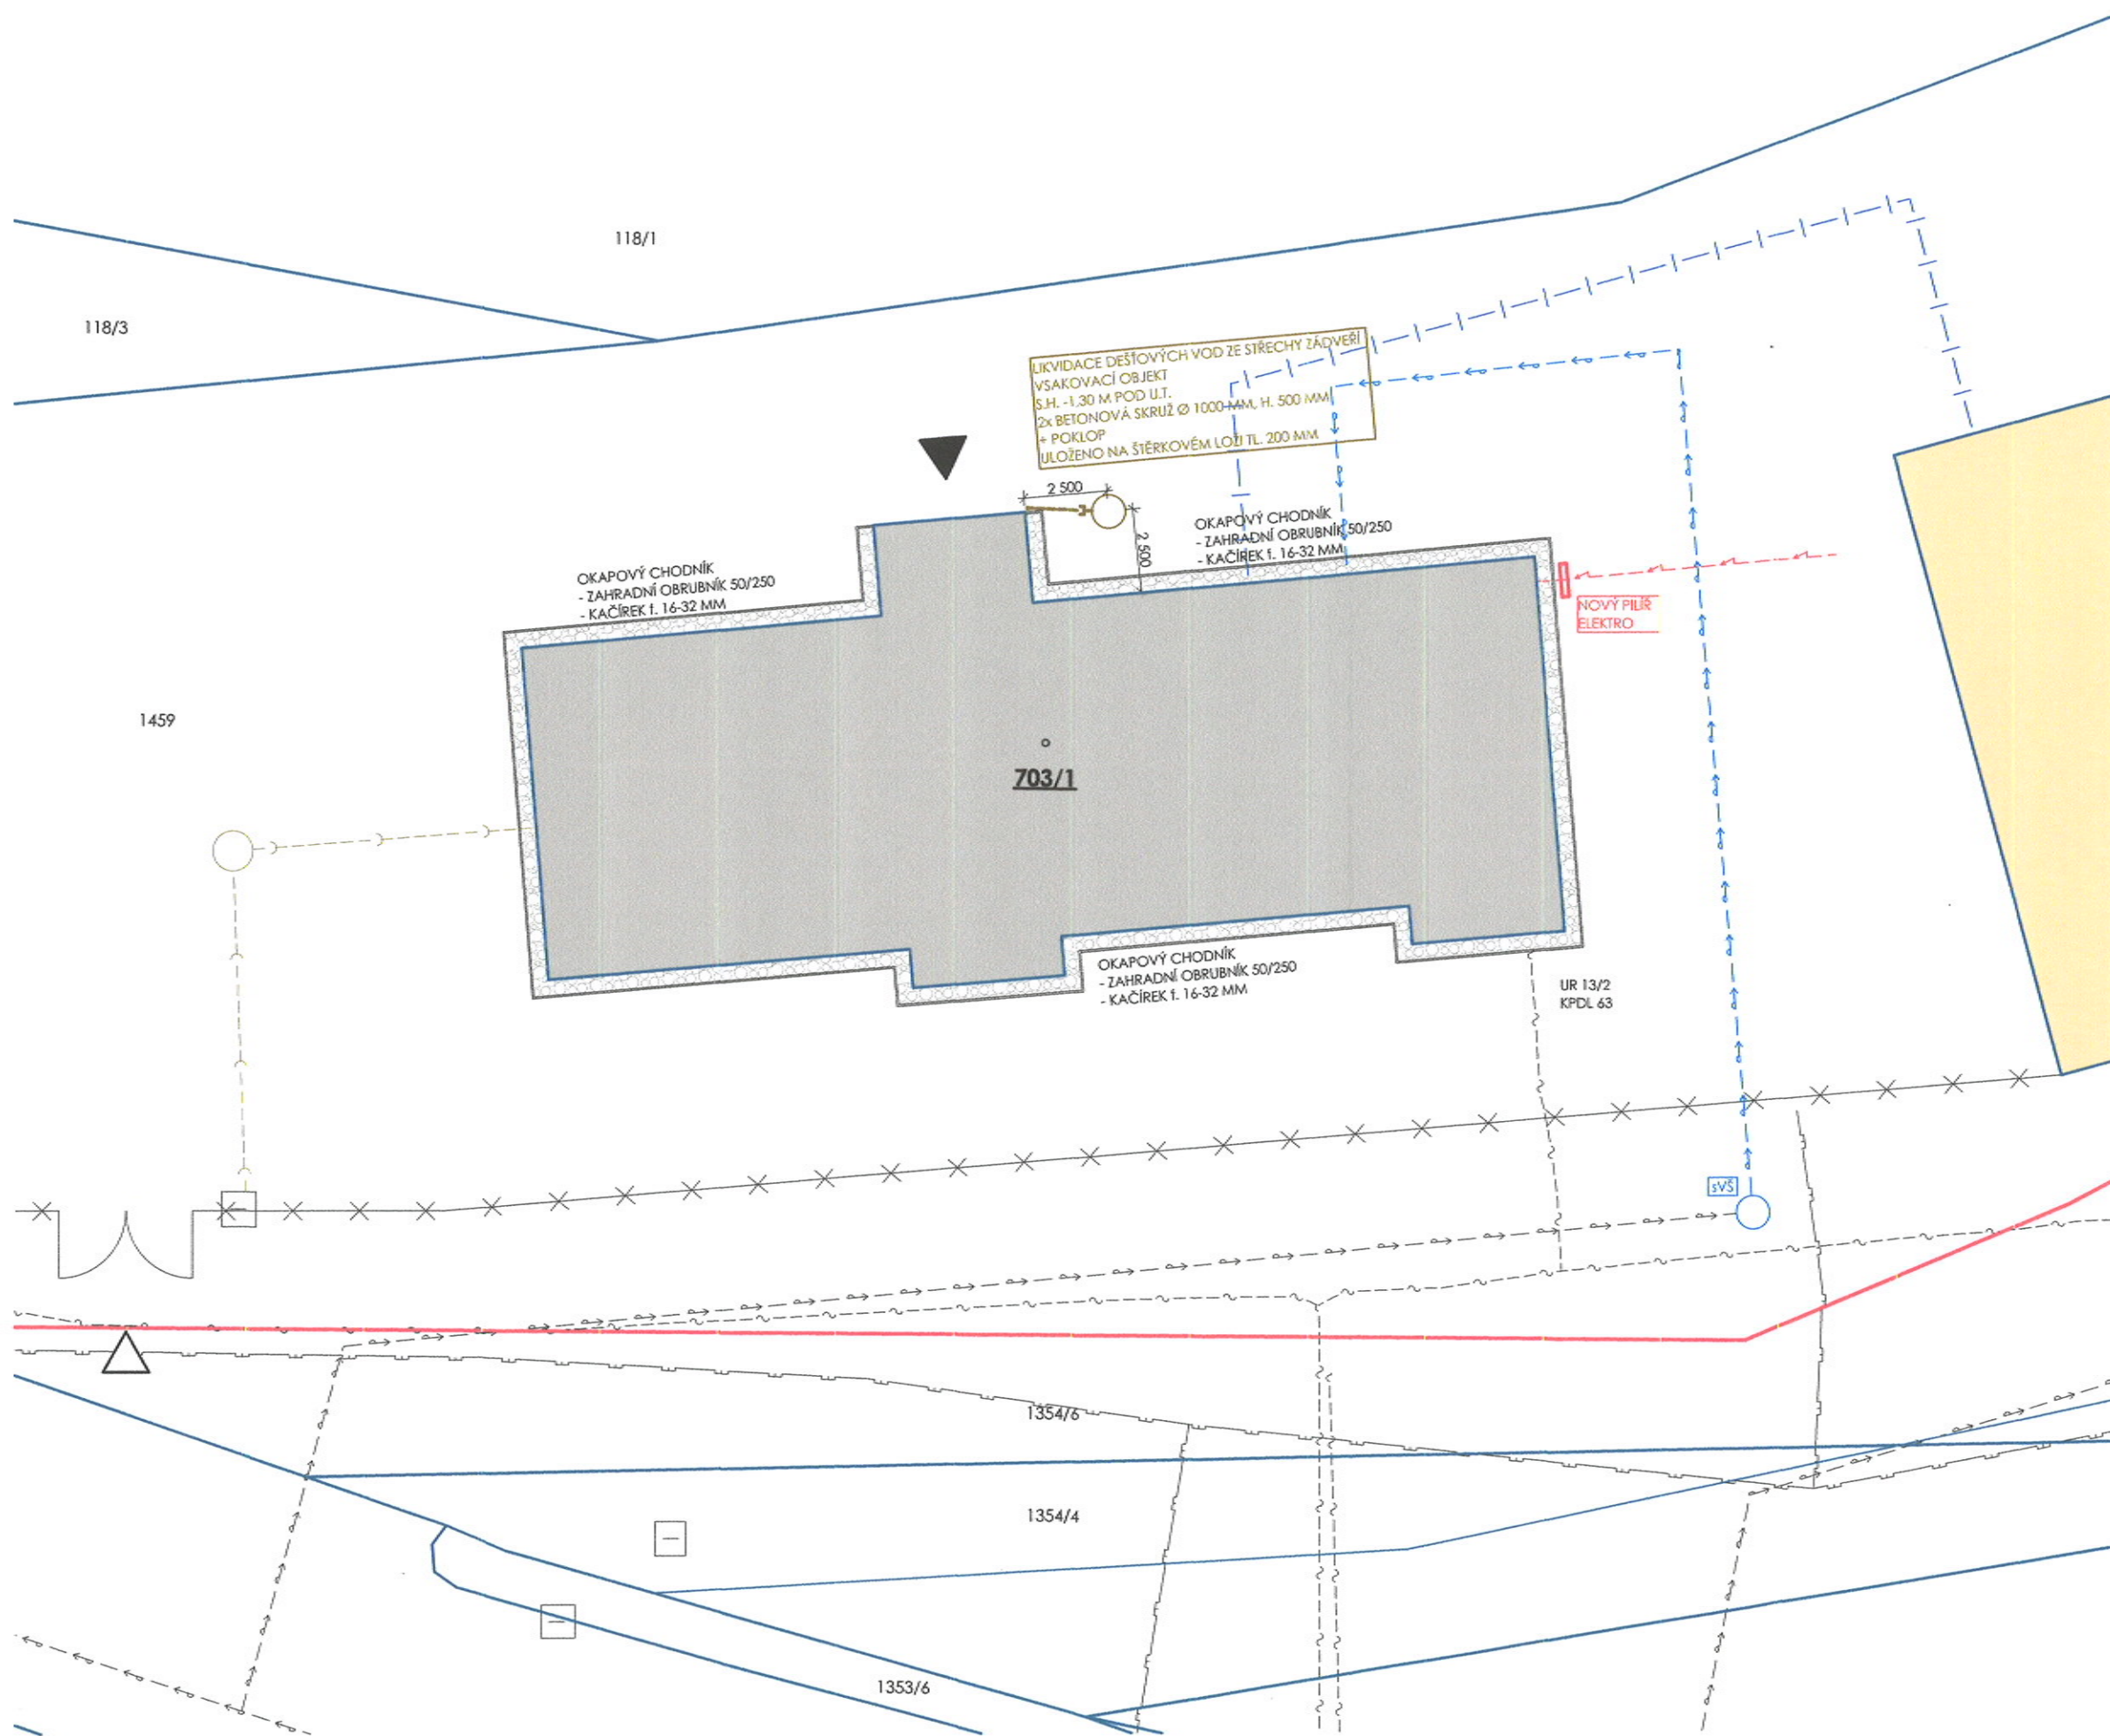 118/1
118/3
LIKVIDACE DEŠŤOVÝCH VOD ZE STŘECHY ZÁDVEŘÍ
VSAKOVACÍ OBJEKT
S.H. -1,30 M POD U.T.
2x BETONOVÁ SKRUŽ Ø 1000 MM, H. 500 MM
+ POKLOP
ULOŽENO NA ŠTĚRKOVÉM LOŽI TL. 200 MM
2 500
2 500
OKAPOVÝ CHODNÍK
- ZAHRADNÍ OBRUBNÍK 50/250
- KAČÍREK f. 16-32 MM
OKAPOVÝ CHODNÍK
- ZAHRADNÍ OBRUBNÍK 50/250
- KAČÍREK f. 16-32 MM
NOVÝ PILÍŘ
ELEKTRO
1459
703/1
OKAPOVÝ CHODNÍK
- ZAHRADNÍ OBRUBNÍK 50/250
- KAČÍREK f. 16-32 MM
UR 13/2
KPDL 63
sVŠ
1354/6
1354/4
1353/6